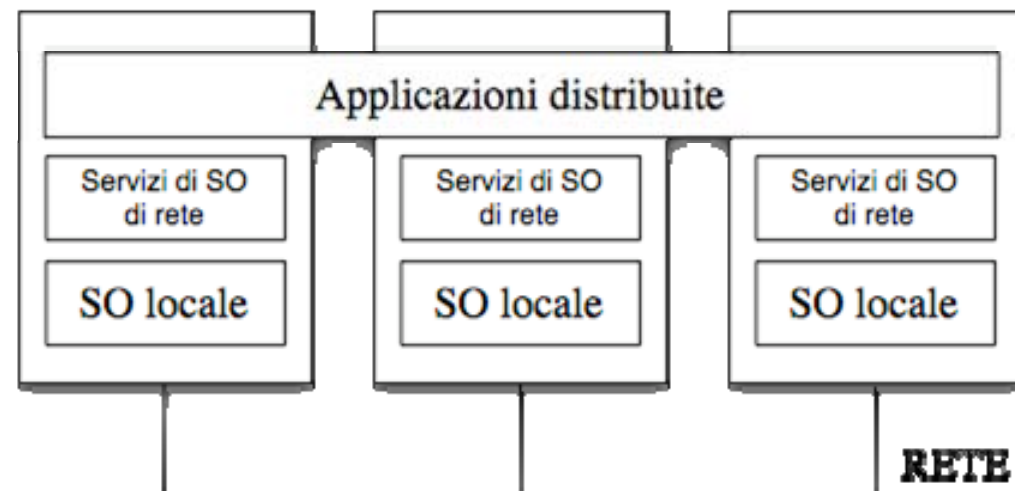 Applicazioni distribuite
Servizi di SO
di rete
Servizi di SO
di rete
Servizi di SO
di rete
SO locale
SO locale
SO locale
RETE